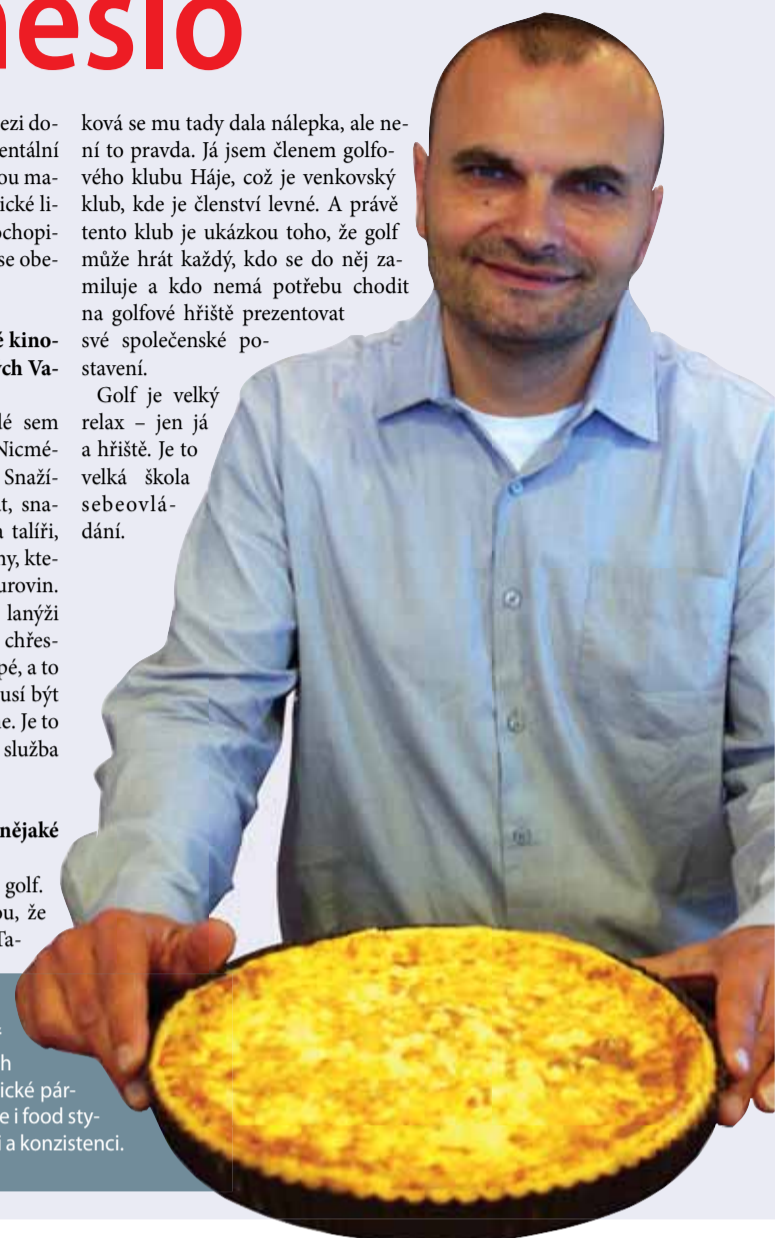 eslo
ezi do-
entální
ou ma-
ické li-
ochopi-
se obe-
é kino-
ých Va-
lé sem
Nicmé-
Snaží-
t, sna-
a talíři,
ny, kte-
urovin.
lanýži
chřes-
pé, a to
usí být
e. Je to
služba
nějaké
golf.
ou, že
Ta-
ková se mu tady dala nálepka, ale ne-
ní to pravda. Já jsem členem golfo-
vého klubu Háje, což je venkovský
klub, kde je členství levné. A právě
tento klub je ukázkou toho, že golf
může hrát každý, kdo se do něj za-
miluje a kdo nemá potřebu chodit
na golfové hřiště prezentovat
své společenské po-
stavení.
Golf je velký
relax – jen já
a hřiště. Je to
velká škola
sebeovlá-
dání.
h
ické pár-
e i food sty-
i a konzistenci.